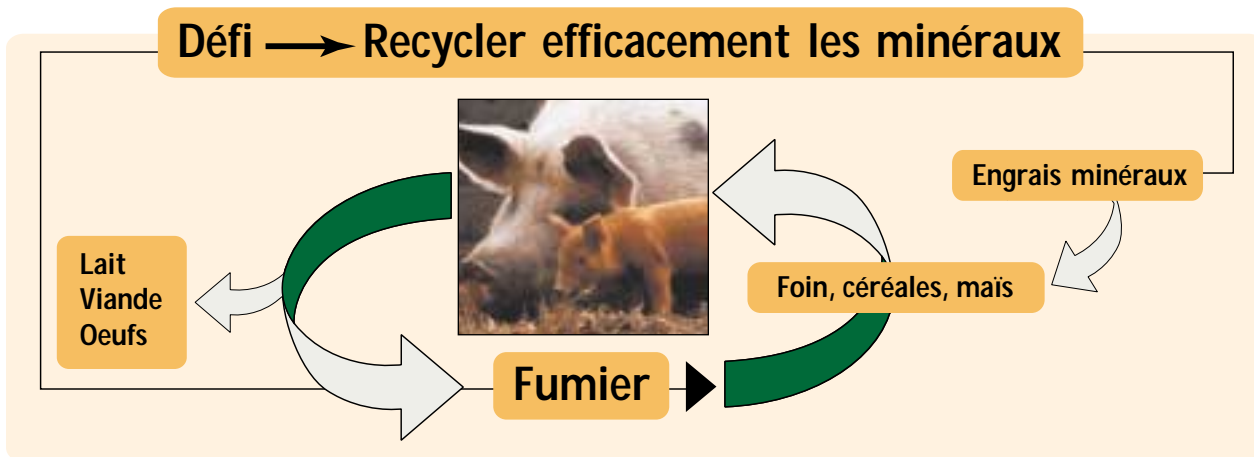 Défi → Recycler efficacement les minéraux
Engrais minéraux
Lait
Viande
Oeufs
Foin, céréales, maïs
Fumier